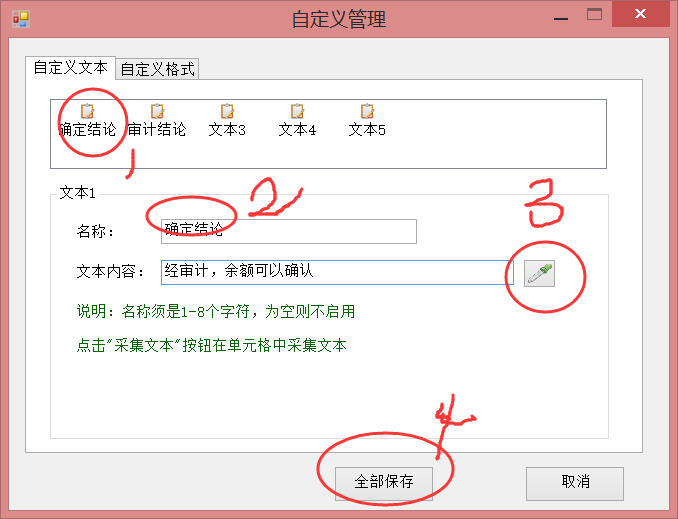 自定义管理
自定义文本 自定义格式
确定结论 审计结论 文本3 文本4 文本5
1
文本1
2
3
名称： 确定结论
文本内容： 经审计，余额可以确认
说明：名称须是1-8个字符，为空则不启用
点击"采集文本"按钮在单元格中采集文本
4
全部保存 取消